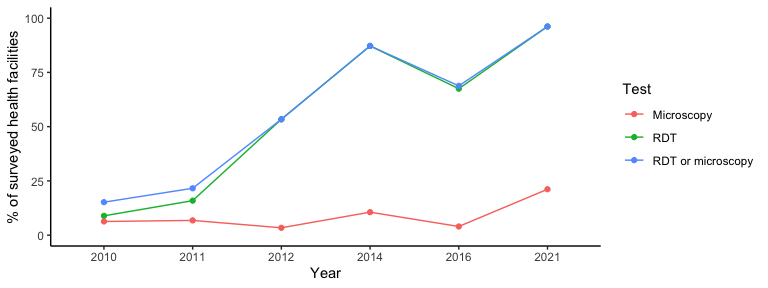 % of surveyed health facilities
100
75
50
25
0
2010 2011 2012 2014 2016 2021
Year
Test
Microscopy
RDT
RDT or microscopy